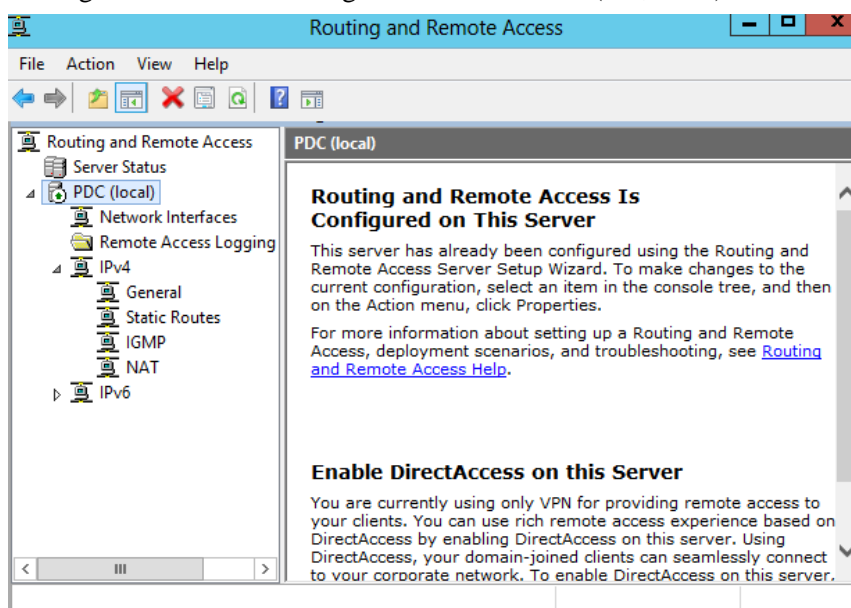 Routing and Remote Access
File Action View Help
Routing and Remote Access
Server Status
PDC (local)
Network Interfaces
Remote Access Logging
IPv4
General
Static Routes
IGMP
NAT
IPv6
PDC (local)
Routing and Remote Access Is
Configured on This Server
This server has already been configured using the Routing and
Remote Access Server Setup Wizard. To make changes to the
current configuration, select an item in the console tree, and then
on the Action menu, click Properties.
For more information about setting up a Routing and Remote
Access, deployment scenarios, and troubleshooting, see Routing
and Remote Access Help.
Enable DirectAccess on this Server
You are currently using only VPN for providing remote access to
your clients. You can use rich remote access experience based on
DirectAccess by enabling DirectAccess on this server. Using
DirectAccess, your domain-joined clients can seamlessly connect
to your corporate network. To enable DirectAccess on this server,